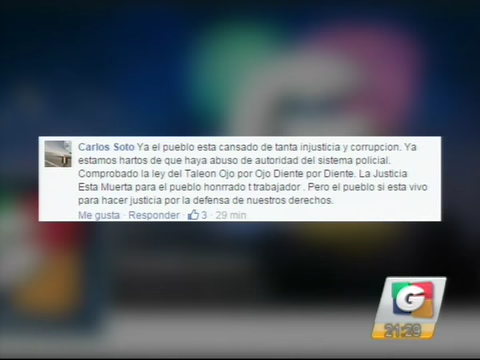 Carlos Soto Ya el pueblo esta cansado de tanta injusticia y corrupcion. Ya
estamos hartos de que haya abuso de autoridad del sistema policial.
Comprobado la ley del Taleon Ojo por Ojo Diente por Diente. La Justicia
Esta Muerta para el pueblo honrrado t trabajador . Pero el pueblo si esta vivo
para hacer justicia por la defensa de nuestros derechos.
Me gusta · Responder · 3 · 29 min
G
21:29